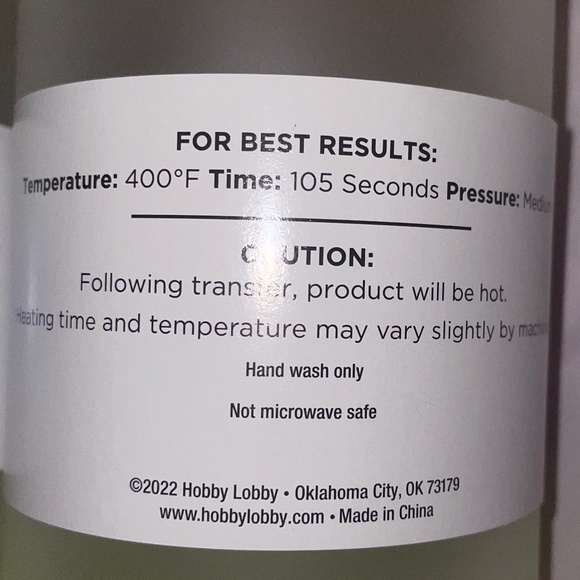 FOR BEST RESULTS:
Temperature: 400°F Time: 105 Seconds Pressure: Medium
CAUTION:
Following transfer, product will be hot.
Heating time and temperature may vary slightly by
Hand wash only
Not microwave safe
©2022 Hobby Lobby • Oklahoma City, OK 73179
www.hobbylobby.com • Made in China